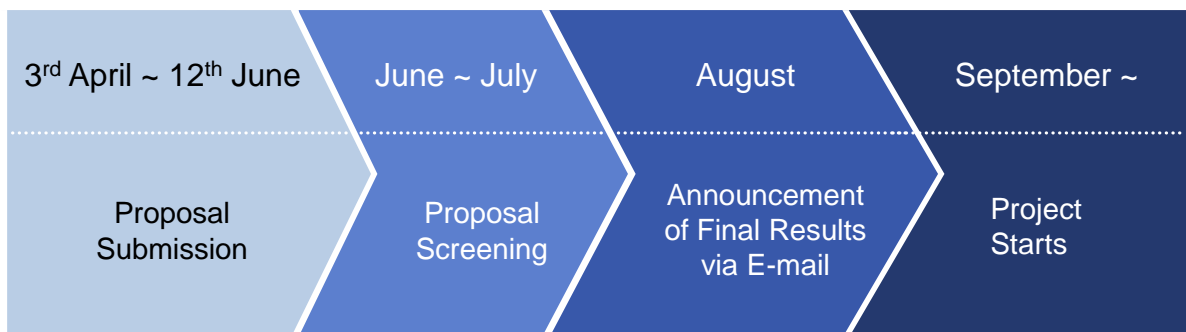 3rd April ~ 12th June
June ~ July
August
September ~
Proposal
Submission
Proposal
Screening
Announcement
of Final Results
via E-mail
Project
Starts